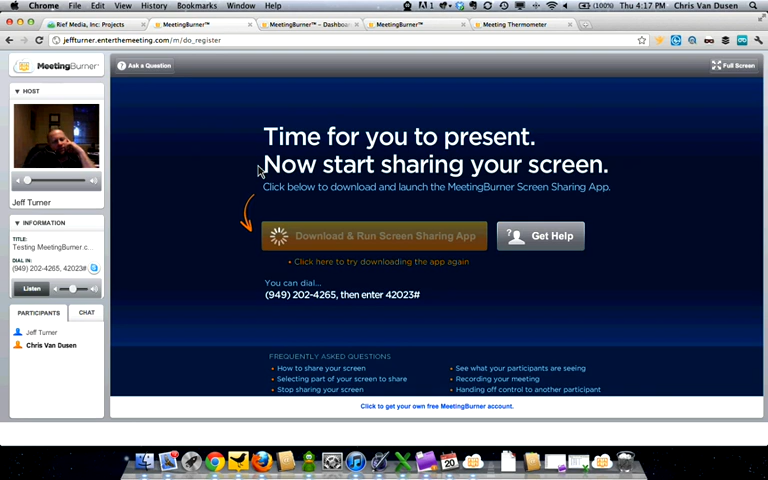 Chrome File Edit View History Bookmarks Window Help (100%) Thu 4:17 PM Chris Van Dusen
Rief Media, Inc: Projects MeetingBurner™ MeetingBurner™ - Dashboa MeetingBurner™ Meeting Thermometer
jeffturner.enterthemeeting.com/m/do_register
MeetingBurner
Ask a Question
Full Screen
HOST
Jeff Turner
INFORMATION
TITLE:
Testing MeetingBurner c...
DIAL IN:
(949) 202-4265, 42023#
Listen
PARTICIPANTS CHAT
Jeff Turner
Chris Van Dusen
Time for you to present.
Now start sharing your screen.
Click below to download and launch the MeetingBurner Screen Sharing App.
Download & Run Screen Sharing App
Get Help
• Click here to try downloading the app again
You can dial...
(949) 202-4265, then enter 42023#
FREQUENTLY ASKED QUESTIONS
• How to share your screen
• Selecting part of your screen to share
• Stop sharing your screen
• See what your participants are seeing
• Recording your meeting
• Handing off control to another participant
Click to get your own free MeetingBurner account.
20